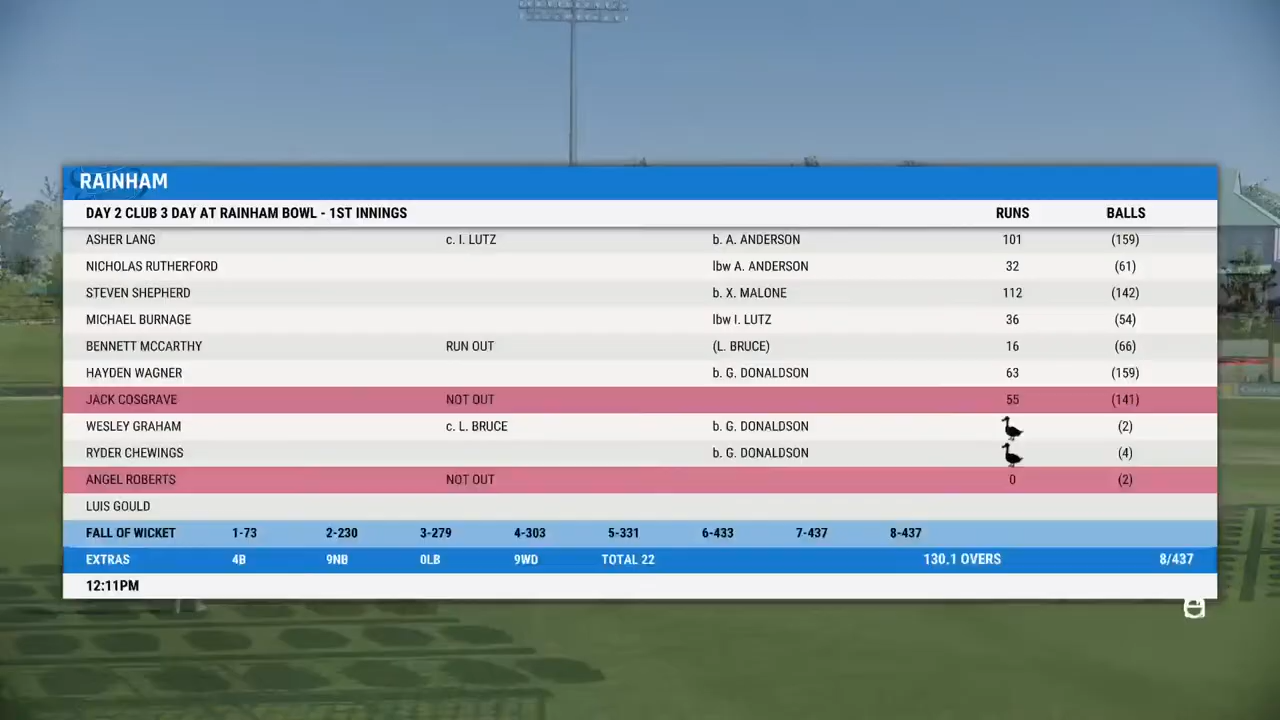 RAINHAM
DAY 2 CLUB 3 DAY AT RAINHAM BOWL - 1ST INNINGS RUNS BALLS
ASHER LANG c. I. LUTZ b. A. ANDERSON 101 (159)
NICHOLAS RUTHERFORD lbw A. ANDERSON 32 (61)
STEVEN SHEPHERD b. X. MALONE 112 (142)
MICHAEL BURNAGE lbw I. LUTZ 36 (54)
BENNETT MCCARTHY RUN OUT (L. BRUCE) 16 (66)
HAYDEN WAGNER b. G. DONALDSON 63 (159)
JACK COSGRAVE NOT OUT 55 (141)
WESLEY GRAHAM c. L. BRUCE b. G. DONALDSON (2)
RYDER CHEWINGS b. G. DONALDSON (4)
ANGEL ROBERTS NOT OUT 0 (2)
LUIS GOULD
FALL OF WICKET 1-73 2-230 3-279 4-303 5-331 6-433 7-437 8-437
EXTRAS 4B 9NB 0LB 9WD TOTAL 22 130.1 OVERS 8/437
12:11PM